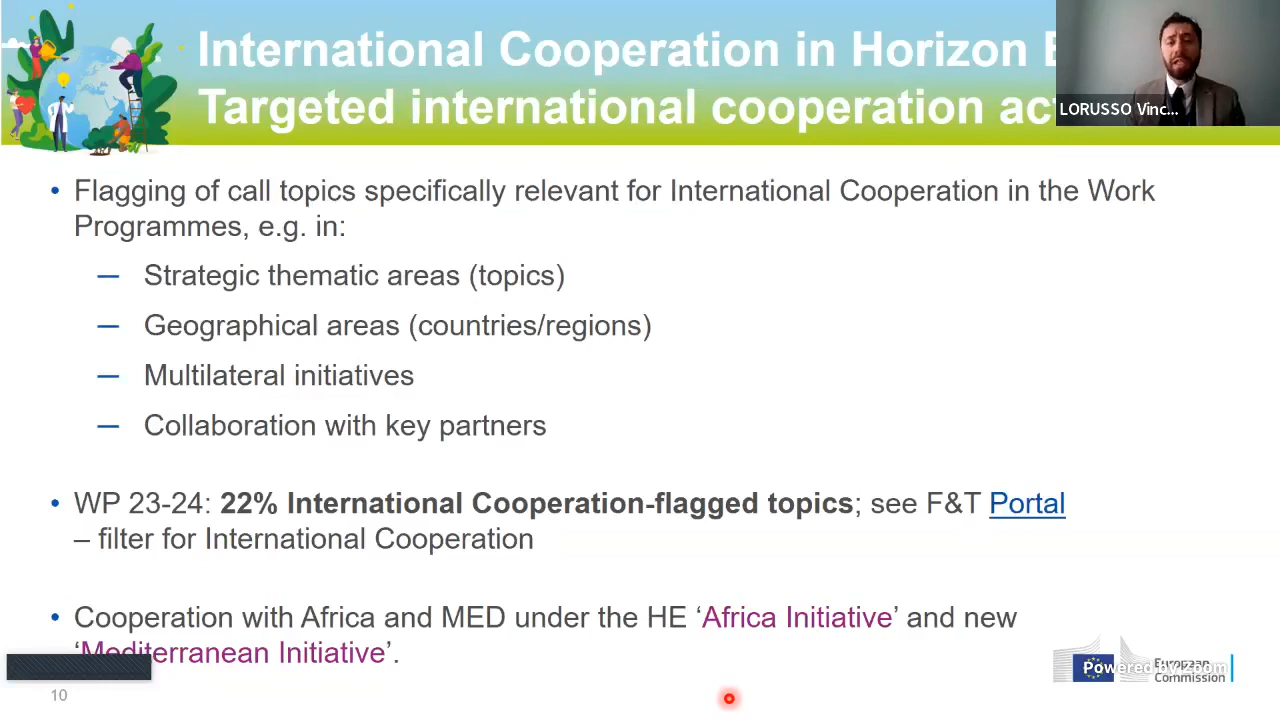 International Cooperation in Horizon
Targeted international cooperation
LORUSSO Vinc...
• Flagging of call topics specifically relevant for International Cooperation in the Work
Programmes, e.g. in:
— Strategic thematic areas (topics)
— Geographical areas (countries/regions)
— Multilateral initiatives
— Collaboration with key partners
• WP 23-24: 22% International Cooperation-flagged topics; see F&T Portal
– filter for International Cooperation
• Cooperation with Africa and MED under the HE ‘Africa Initiative’ and new
‘Mediterranean Initiative’.
European
Commission
Powered by zoom
10